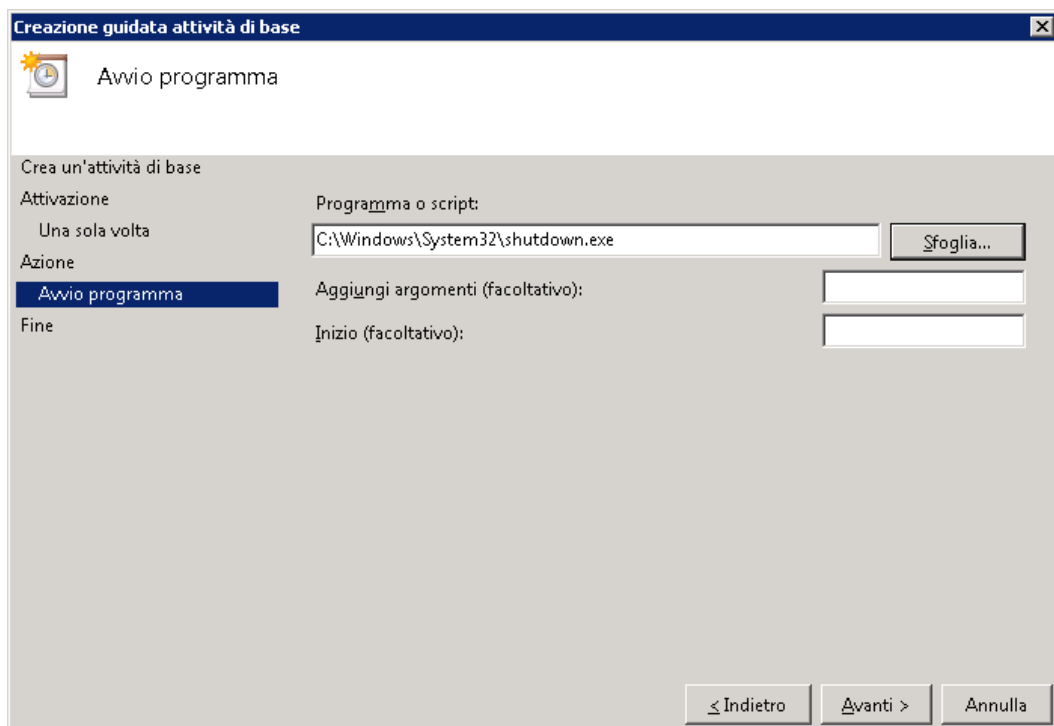 Creazione guidata attività di base
Avvio programma
Crea un'attività di base
Attivazione
Una sola volta
Azione
Avvio programma
Fine
Programma o script:
C:\Windows\System32\shutdown.exe
Sfoglia...
Aggiungi argomenti (facoltativo):
Inizio (facoltativo):
< Indietro
Avanti >
Annulla